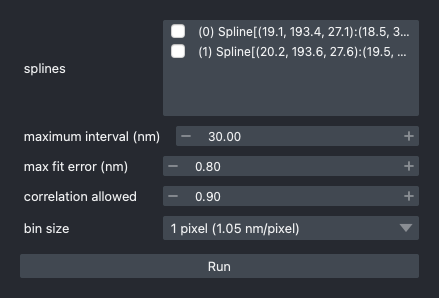 (0) Spline[(19.1, 193.4, 27.1):(18.5, 3...
splines
(1) Spline[(20.2, 193.6, 27.6):(19.5, ...
maximum interval (nm) − 30.00 +
max fit error (nm) − 0.80 +
correlation allowed − 0.90 +
bin size 1 pixel (1.05 nm/pixel)
Run